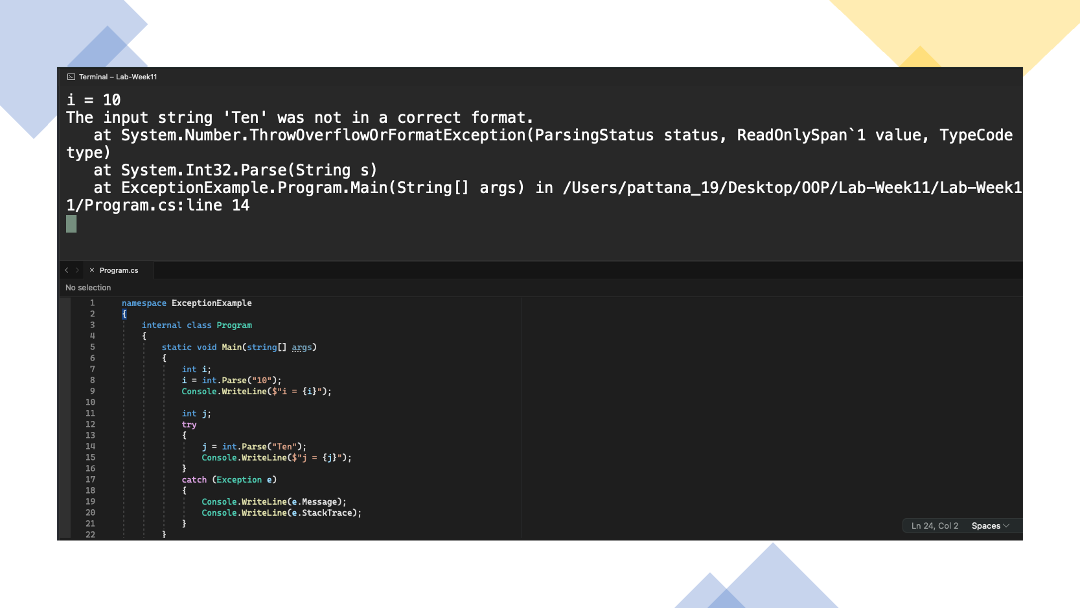 Terminal – Lab-Week11
i = 10
The input string 'Ten' was not in a correct format.
   at System.Number.ThrowOverflowOrFormatException(ParsingStatus status, ReadOnlySpan`1 value, TypeCode
type)
   at System.Int32.Parse(String s)
   at ExceptionExample.Program.Main(String[] args) in /Users/pattana_19/Desktop/OOP/Lab-Week11/Lab-Week1
1/Program.cs:line 14
< > × Program.cs
No selection
1 namespace ExceptionExample
2 {
3     internal class Program
4     {
5         static void Main(string[] args)
6         {
7             int i;
8             i = int.Parse("10");
9             Console.WriteLine($"i = {i}");
10
11             int j;
12             try
13             {
14                 j = int.Parse("Ten");
15                 Console.WriteLine($"j = {j}");
16             }
17             catch (Exception e)
18             {
19                 Console.WriteLine(e.Message);
20                 Console.WriteLine(e.StackTrace);
21             }
22         }
Ln 24, Col 2 Spaces